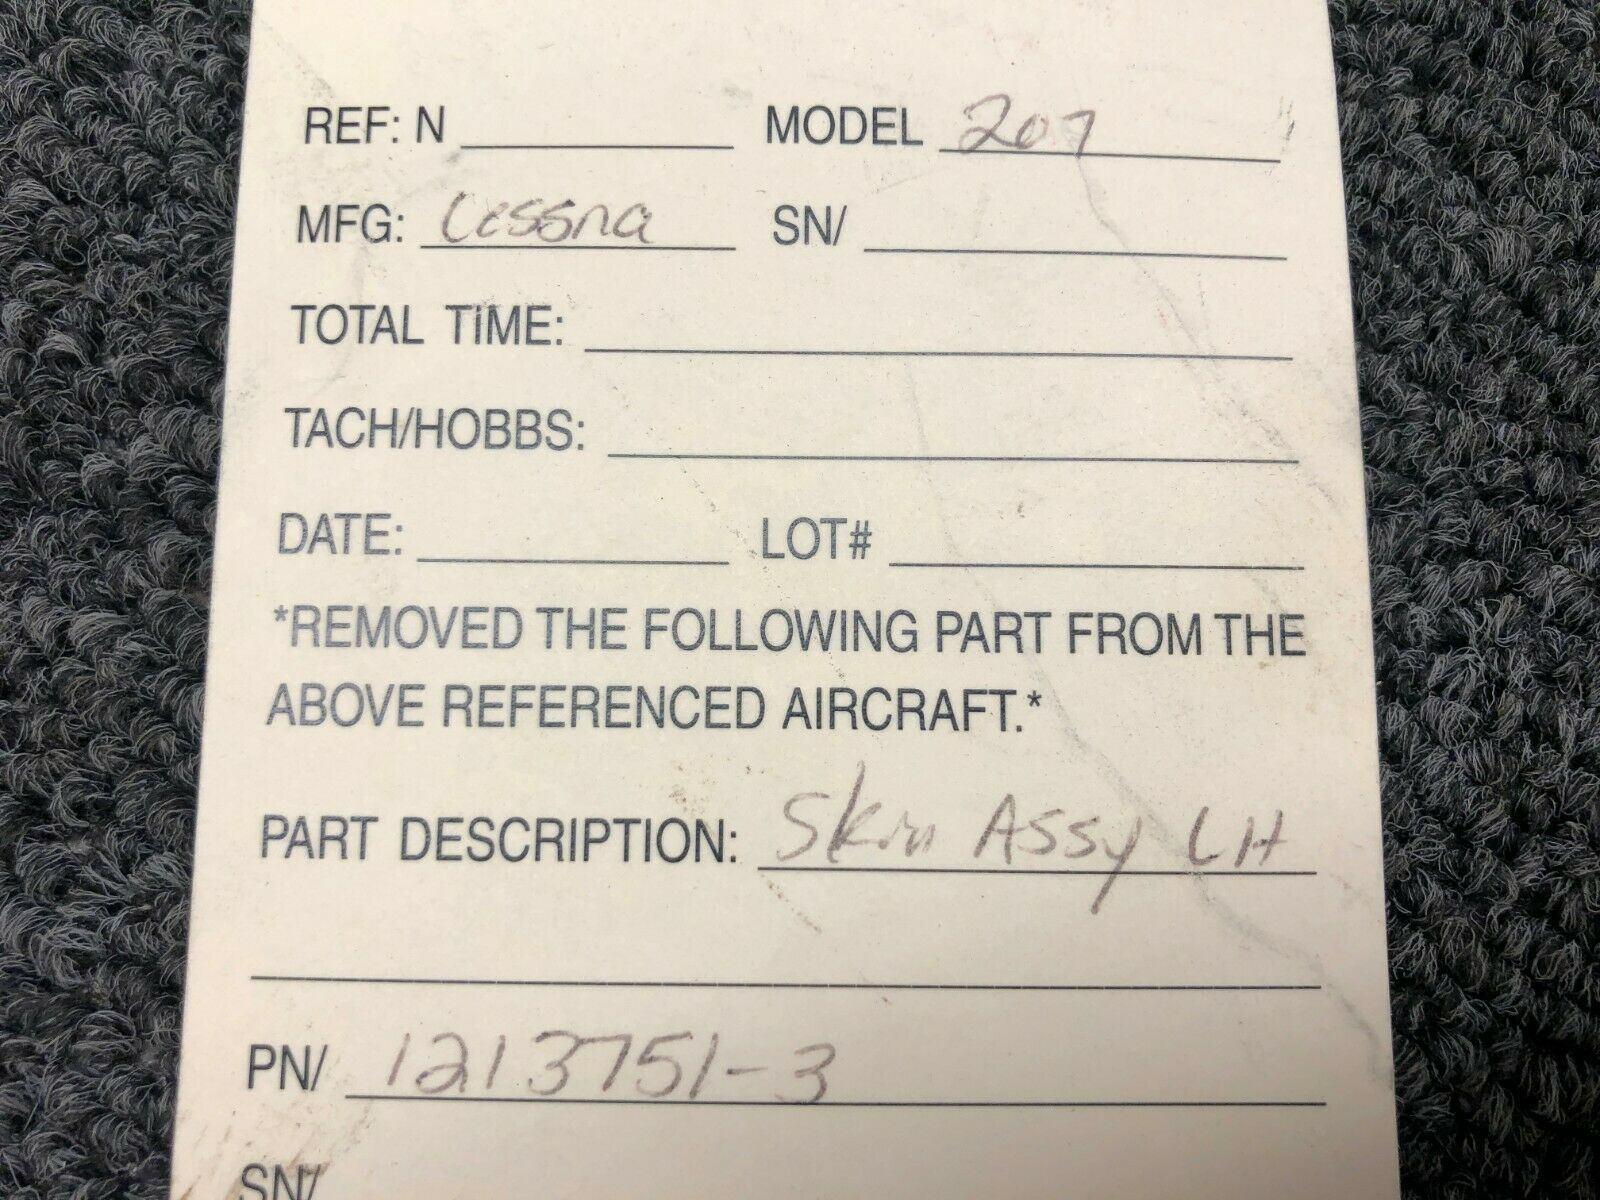 REF: N MODEL 207
MFG: Cessna SN/
TOTAL TIME:
TACH/HOBBS:
DATE: LOT#
*REMOVED THE FOLLOWING PART FROM THE
ABOVE REFERENCED AIRCRAFT.*
PART DESCRIPTION: Skin Assy LH
PN/ 1213751-3
SN/